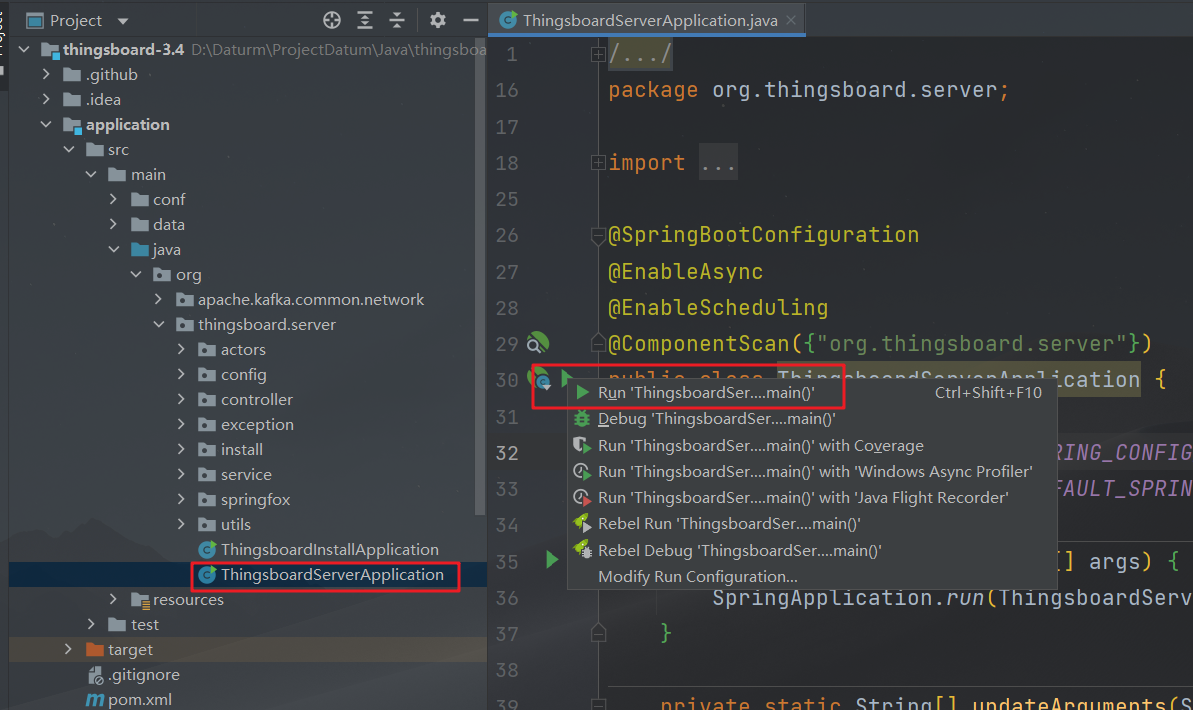 Project
thingsboard-3.4 D:\Daturm\ProjectDatum\Java\thingsboa
.github
.idea
application
src
main
conf
data
java
org
apache.kafka.common.network
thingsboard.server
actors
config
controller
exception
install
service
springfox
utils
ThingsboardInstallApplication
ThingsboardServerApplication
resources
test
target
.gitignore
pom.xml
ThingsboardServerApplication.java
1 /.../
16 package org.thingsboard.server;
17
18 import ...
25
26 @SpringBootConfiguration
27 @EnableAsync
28 @EnableScheduling
29 @ComponentScan({"org.thingsboard.server"})
30 public class ThingsboardServerApplication {
Run 'ThingsboardSer....main()' Ctrl+Shift+F10
31 Debug 'ThingsboardSer....main()'
Run 'ThingsboardSer....main()' with Coverage
32 RING_CONFIG
Run 'ThingsboardSer....main()' with 'Windows Async Profiler'
33 FAULT_SPRIN
Run 'ThingsboardSer....main()' with 'Java Flight Recorder'
34 Rebel Run 'ThingsboardSer....main()'
Rebel Debug 'ThingsboardSer....main()'
35 [] args) {
Modify Run Configuration...
36 SpringApplication.run(ThingsboardServ
37 }
38
39 private static String[] updateArguments(S